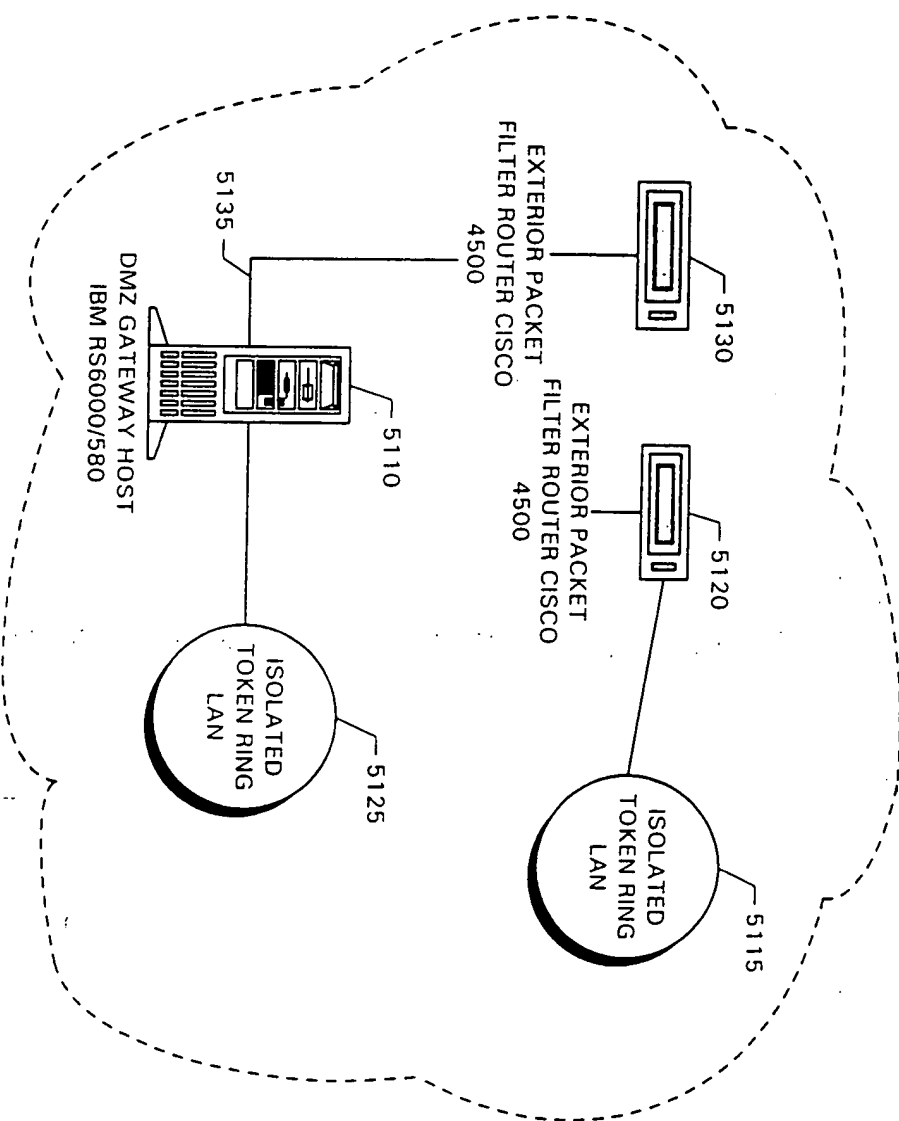 5130
EXTERIOR PACKET
FILTER ROUTER CISCO
4500
5120
EXTERIOR PACKET
FILTER ROUTER CISCO
4500
5115
ISOLATED
TOKEN RING
LAN
5135
5110
DMZ GATEWAY HOST
IBM RS6000/580
5125
ISOLATED
TOKEN RING
LAN